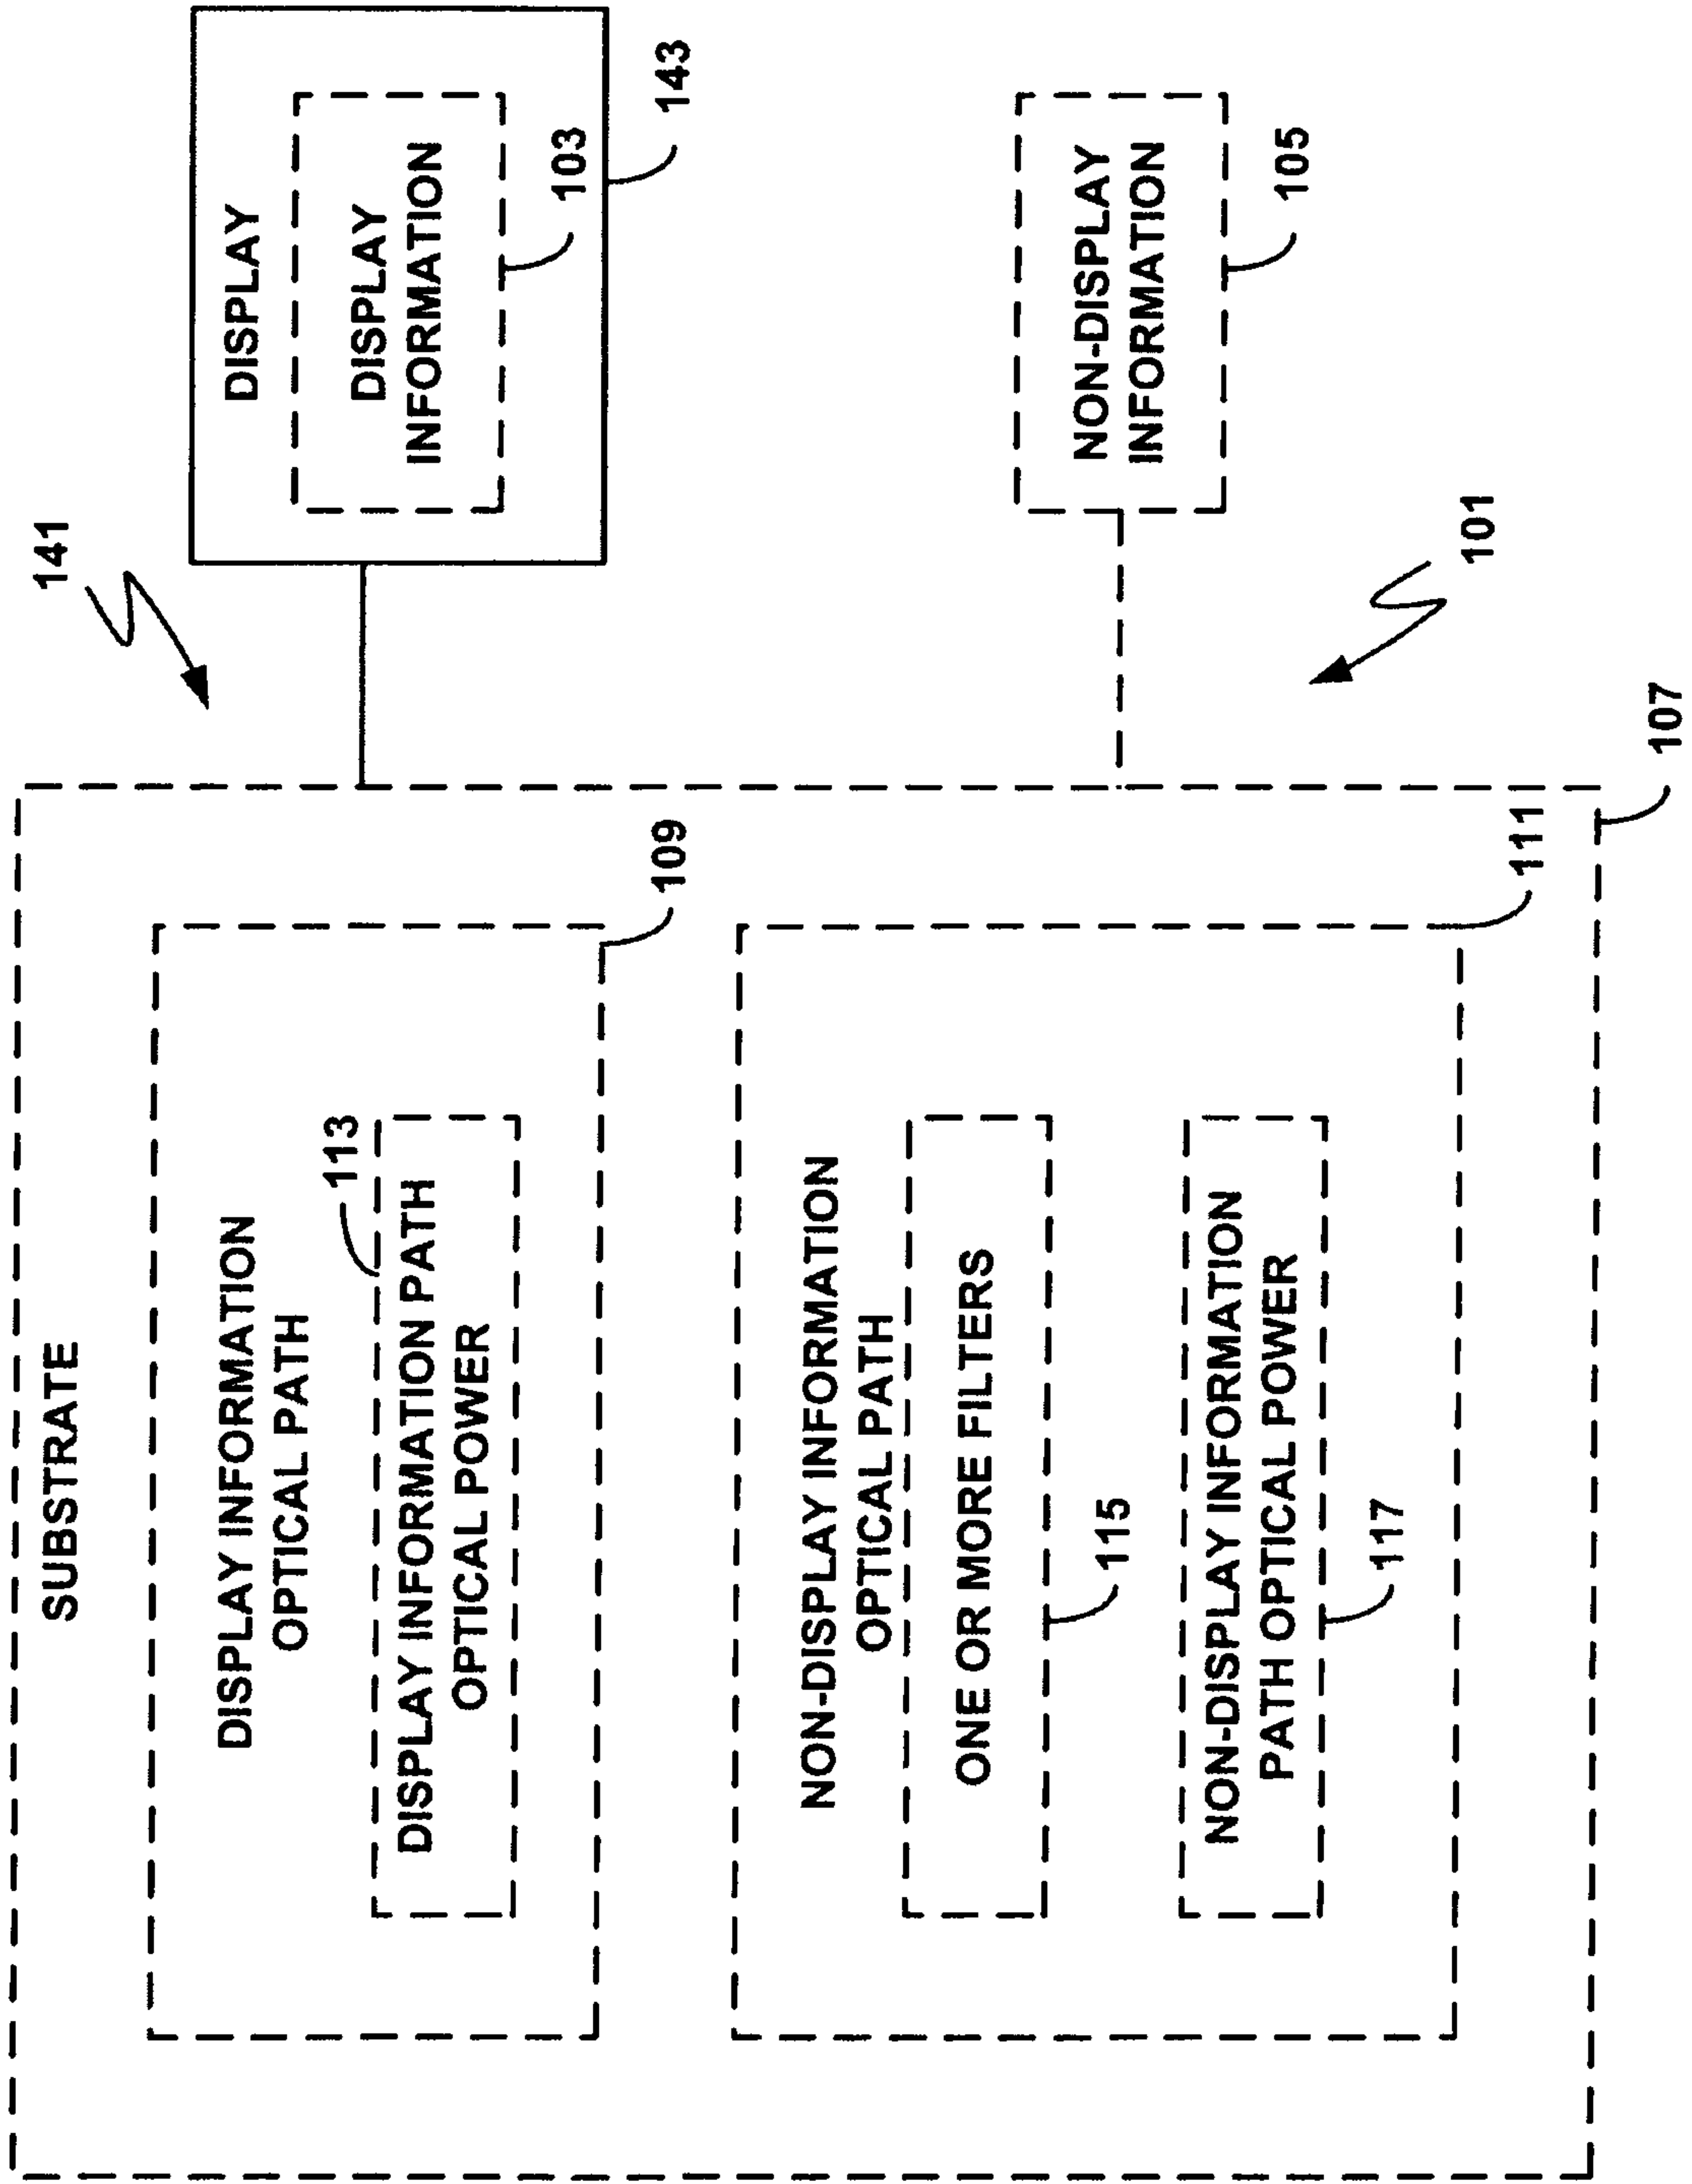 SUBSTRATE
DISPLAY INFORMATION
OPTICAL PATH
113
DISPLAY INFORMATION PATH
OPTICAL POWER
109
NON-DISPLAY INFORMATION
OPTICAL PATH
ONE OR MORE FILTERS
115
NON-DISPLAY INFORMATION
PATH OPTICAL POWER
117
111
107
141
DISPLAY
DISPLAY
INFORMATION
103
143
NON-DISPLAY
INFORMATION
105
101